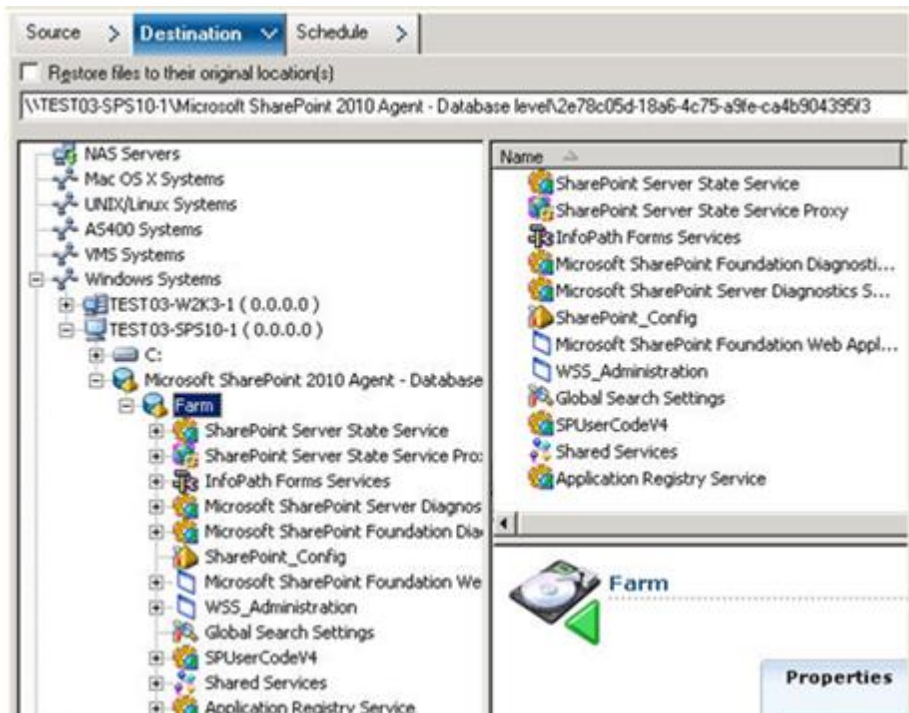 Source > Destination Schedule >
Restore files to their original location(s)
\\TEST03-SPS10-1\Microsoft SharePoint 2010 Agent - Database level\2e78c05d-18a6-4c75-a9fe-ca4b904395f3
NAS Servers
Mac OS X Systems
UNIX/Linux Systems
AS400 Systems
VMS Systems
Windows Systems
TEST03-W2K3-1 ( 0.0.0.0 )
TEST03-SPS10-1 ( 0.0.0.0 )
C:
Microsoft SharePoint 2010 Agent - Database
Farm
SharePoint Server State Service
SharePoint Server State Service Pro
InfoPath Forms Services
Microsoft SharePoint Server Diagnos
Microsoft SharePoint Foundation Dia
SharePoint_Config
Microsoft SharePoint Foundation We
WSS_Administration
Global Search Settings
SPUserCodeV4
Shared Services
Application Registry Service
Name
SharePoint Server State Service
SharePoint Server State Service Proxy
InfoPath Forms Services
Microsoft SharePoint Foundation Diagnosti...
Microsoft SharePoint Server Diagnostics S...
SharePoint_Config
Microsoft SharePoint Foundation Web Appl...
WSS_Administration
Global Search Settings
SPUserCodeV4
Shared Services
Application Registry Service
Farm
Properties